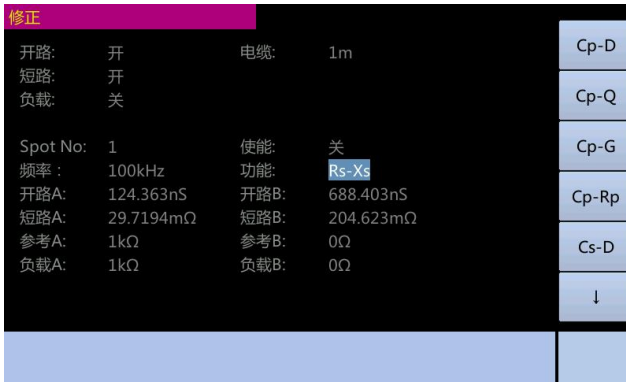 修正
开路: 开 电缆: 1m
短路: 开
负载: 关
Spot No: 1 使能: 关
频率 : 100kHz 功能: Rs-Xs
开路A: 124.363nS 开路B: 688.403nS
短路A: 29.7194mΩ 短路B: 204.623mΩ
参考A: 1kΩ 参考B: 0Ω
负载A: 1kΩ 负载B: 0Ω
Cp-D
Cp-Q
Cp-G
Cp-Rp
Cs-D
↓